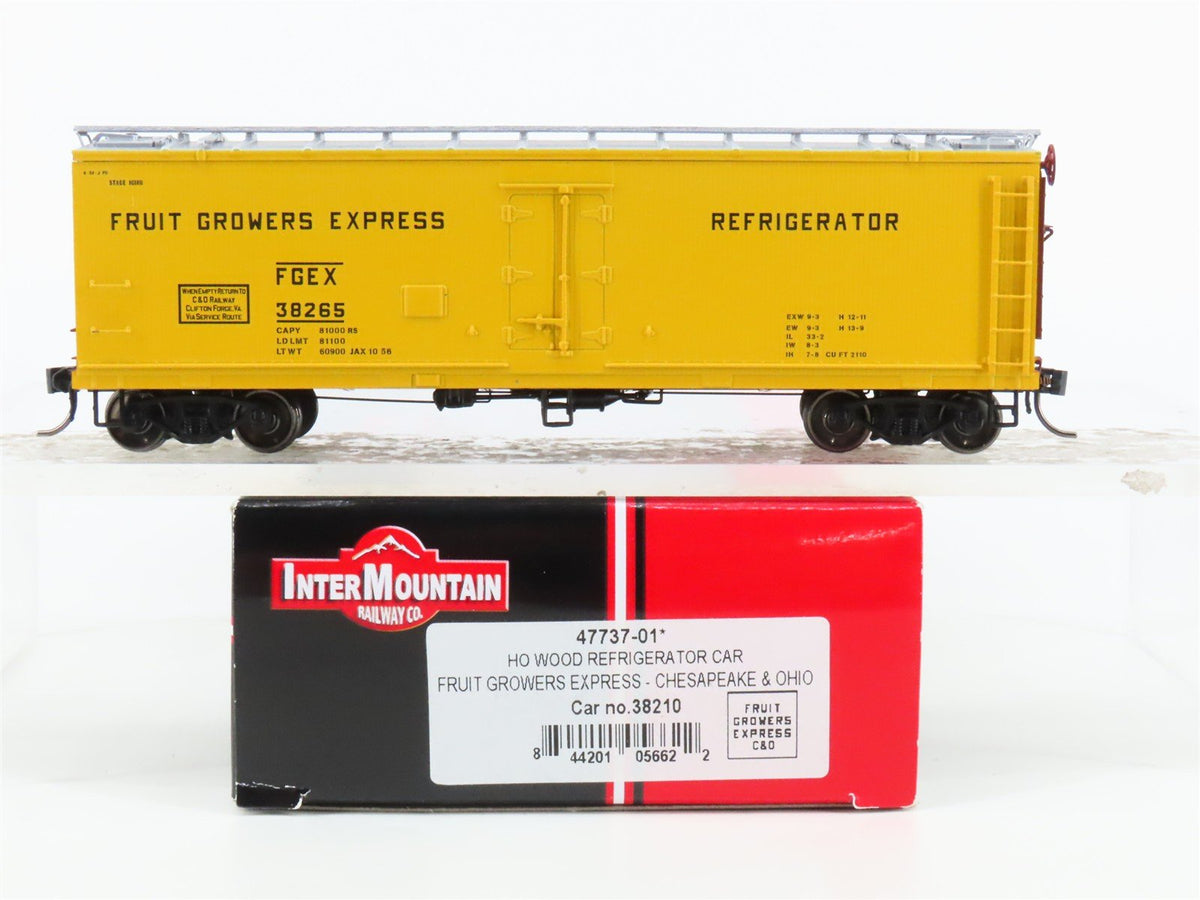 FRUIT GROWERS EXPRESS
REFRIGERATOR
FGEX
38265
CAPY 81000 RS
LD LMT 81100
LT WT 60900 JAX 10 56
WHEN EMPTY RETURN TO
C&O RAILWAY
CLIFTON FORGE, VA.
VIA SERVICE ROUTE
EXW 9-3 H 12-11
EW 9-3 H 13-9
IL 33-2
IW 8-3
IH 7-8 CU FT 2110
INTERMOUNTAIN
RAILWAY CO.
47737-01*
HO WOOD REFRIGERATOR CAR
FRUIT GROWERS EXPRESS - CHESAPEAKE & OHIO
Car no.38210
8 44201 05662 2
FRUIT
GROWERS
EXPRESS
C&O